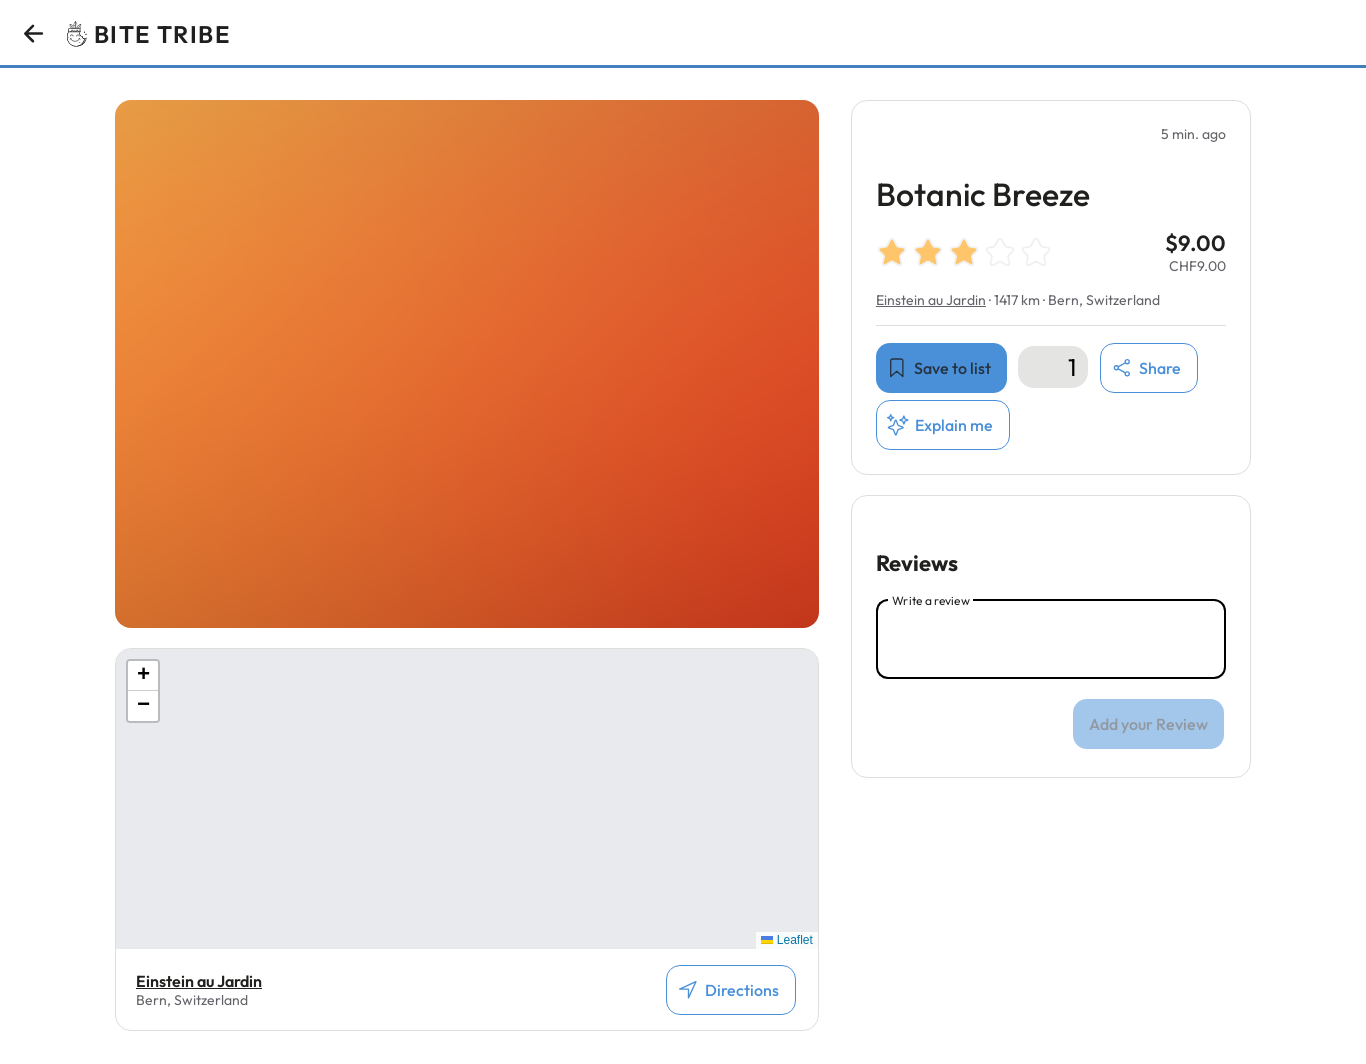 BITE TRIBE
5 min. ago
Botanic Breeze
$9.00
CHF9.00
Einstein au Jardin · 1417 km · Bern, Switzerland
Save to list
1
Share
Explain me
Reviews
Write a review
Add your Review
+
−
Leaflet
Einstein au Jardin
Bern, Switzerland
Directions